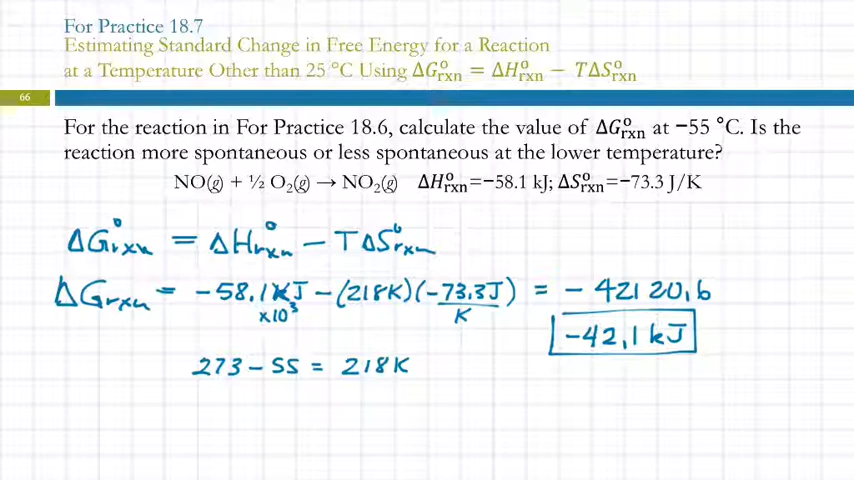 For Practice 18.7
Estimating Standard Change in Free Energy for a Reaction
at a Temperature Other than 25 °C Using ΔG°rxn = ΔH°rxn − TΔS°rxn
66
For the reaction in For Practice 18.6, calculate the value of ΔG°rxn at −55 °C. Is the
reaction more spontaneous or less spontaneous at the lower temperature?
NO(g) + ½ O₂(g) → NO₂(g) ΔH°rxn=−58.1 kJ; ΔS°rxn=−73.3 J/K
ΔG°rxn = ΔH°rxn − TΔS°rxn
ΔGrxn = −58.1kJ −(218K)(−73.3J/K) = −42120.6
×10³
−42.1 kJ
273 − 55 = 218K